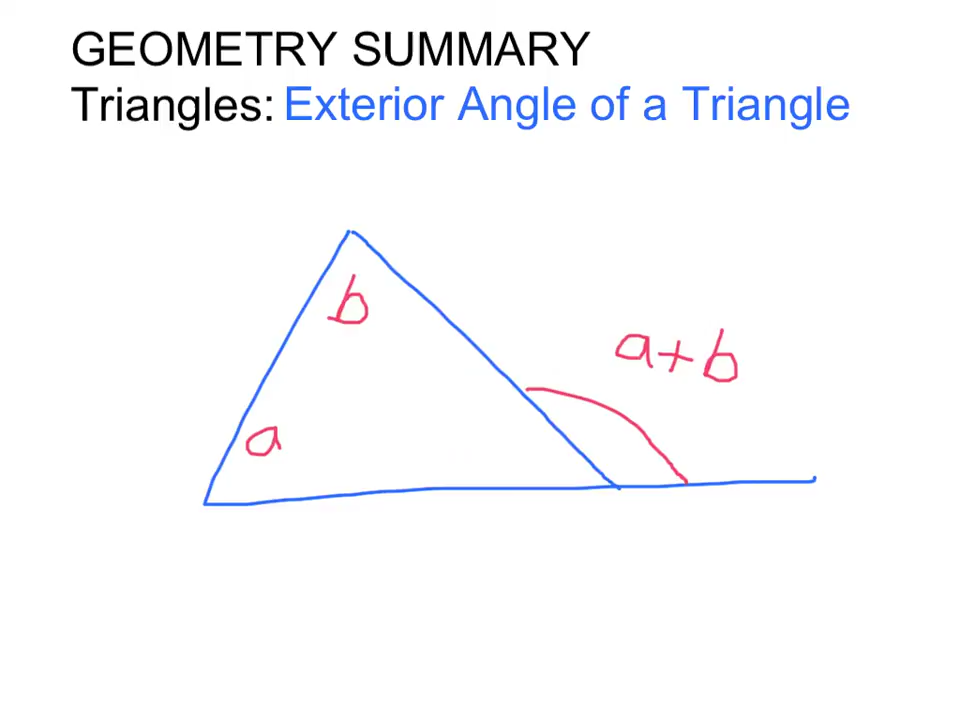 GEOMETRY SUMMARY
Triangles: Exterior Angle of a Triangle
b
a+b
a